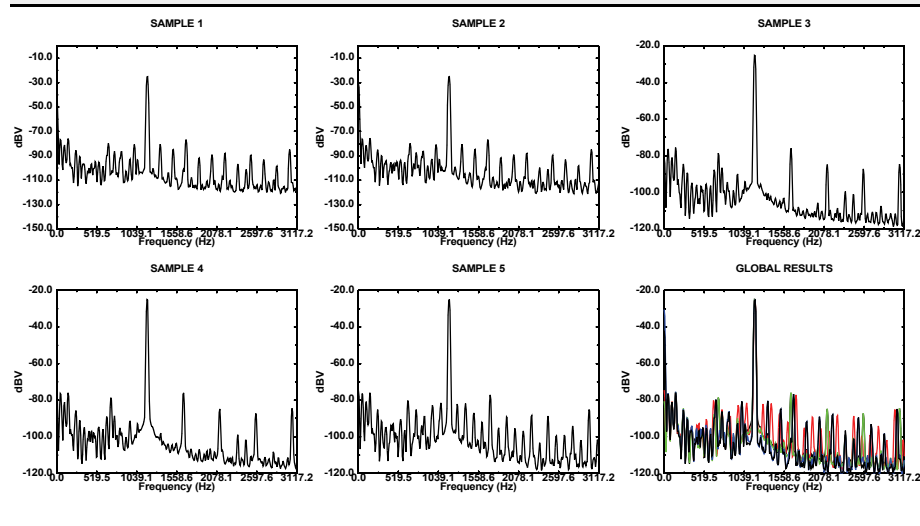 SAMPLE 1
-10.0
-30.0
-50.0
-70.0
-90.0
-110.0
-130.0
-150.0
dBV
0.0 519.5 1039.1 1558.6 2078.1 2597.6 3117.2
Frequency (Hz)
SAMPLE 2
-10.0
-30.0
-50.0
-70.0
-90.0
-110.0
-130.0
-150.0
dBV
0.0 519.5 1039.1 1558.6 2078.1 2597.6 3117.2
Frequency (Hz)
SAMPLE 3
-20.0
-40.0
-60.0
-80.0
-100.0
-120.0
dBV
0.0 519.5 1039.1 1558.6 2078.1 2597.6 3117.2
Frequency (Hz)
SAMPLE 4
-20.0
-40.0
-60.0
-80.0
-100.0
-120.0
dBV
0.0 519.5 1039.1 1558.6 2078.1 2597.6 3117.2
Frequency (Hz)
SAMPLE 5
-20.0
-40.0
-60.0
-80.0
-100.0
-120.0
dBV
0.0 519.5 1039.1 1558.6 2078.1 2597.6 3117.2
Frequency (Hz)
GLOBAL RESULTS
-20.0
-40.0
-60.0
-80.0
-100.0
-120.0
dBV
0.0 519.5 1039.1 1558.6 2078.1 2597.6 3117.2
Frequency (Hz)